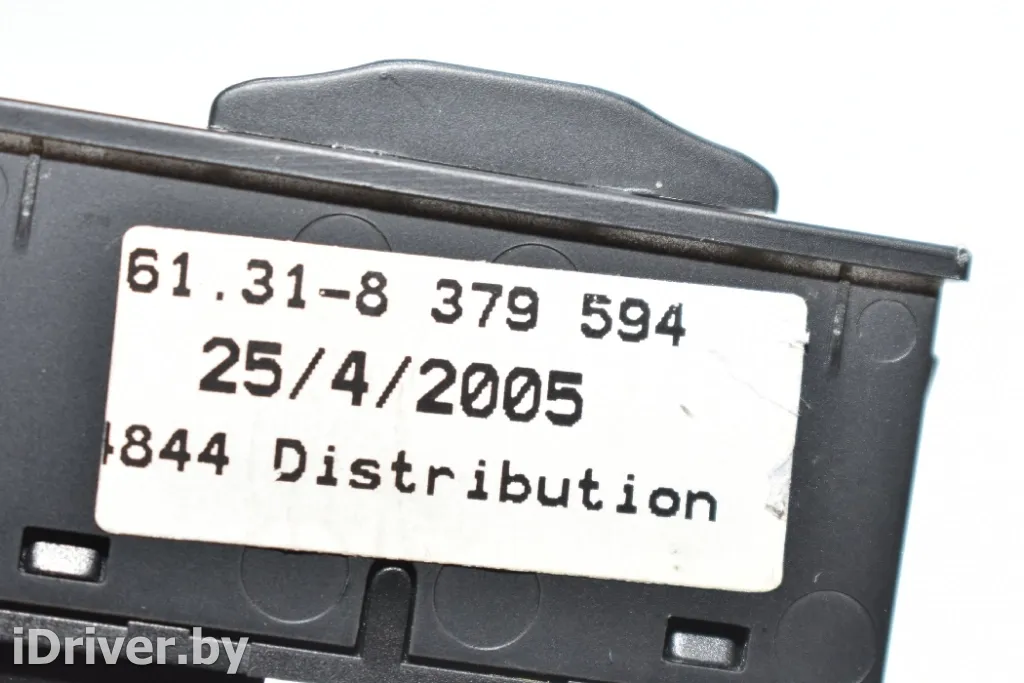 61.31-8 379 594
25/4/2005
4844 Distribution
iDriver.by